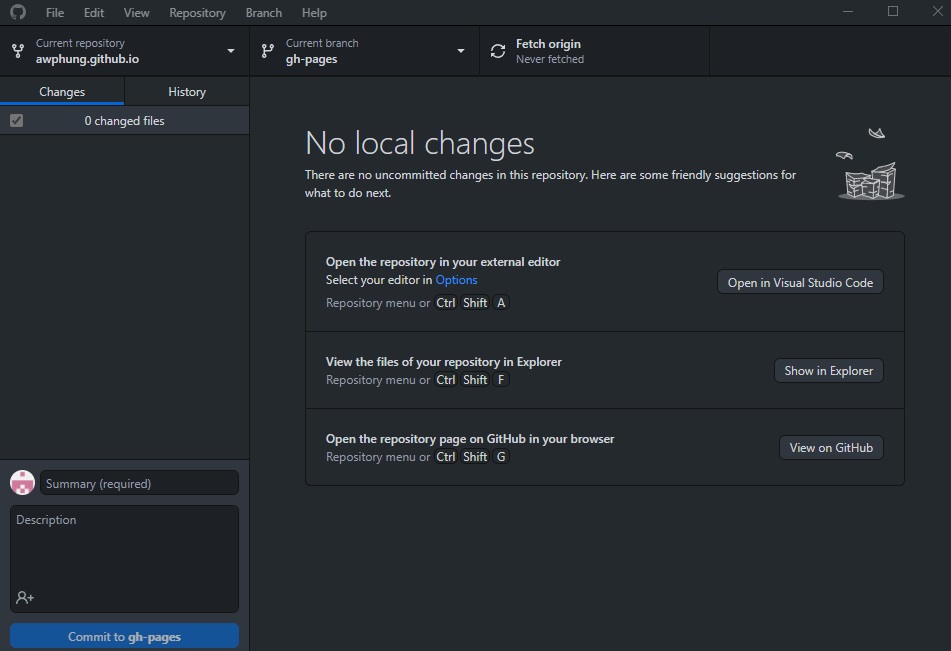 File Edit View Repository Branch Help
Current repository
awphung.github.io
Current branch
gh-pages
Fetch origin
Never fetched
Changes History
0 changed files
No local changes
There are no uncommitted changes in this repository. Here are some friendly suggestions for
what to do next.
Open the repository in your external editor
Select your editor in Options
Repository menu or Ctrl Shift A
Open in Visual Studio Code
View the files of your repository in Explorer
Repository menu or Ctrl Shift F
Show in Explorer
Open the repository page on GitHub in your browser
Repository menu or Ctrl Shift G
View on GitHub
Summary (required)
Description
Commit to gh-pages